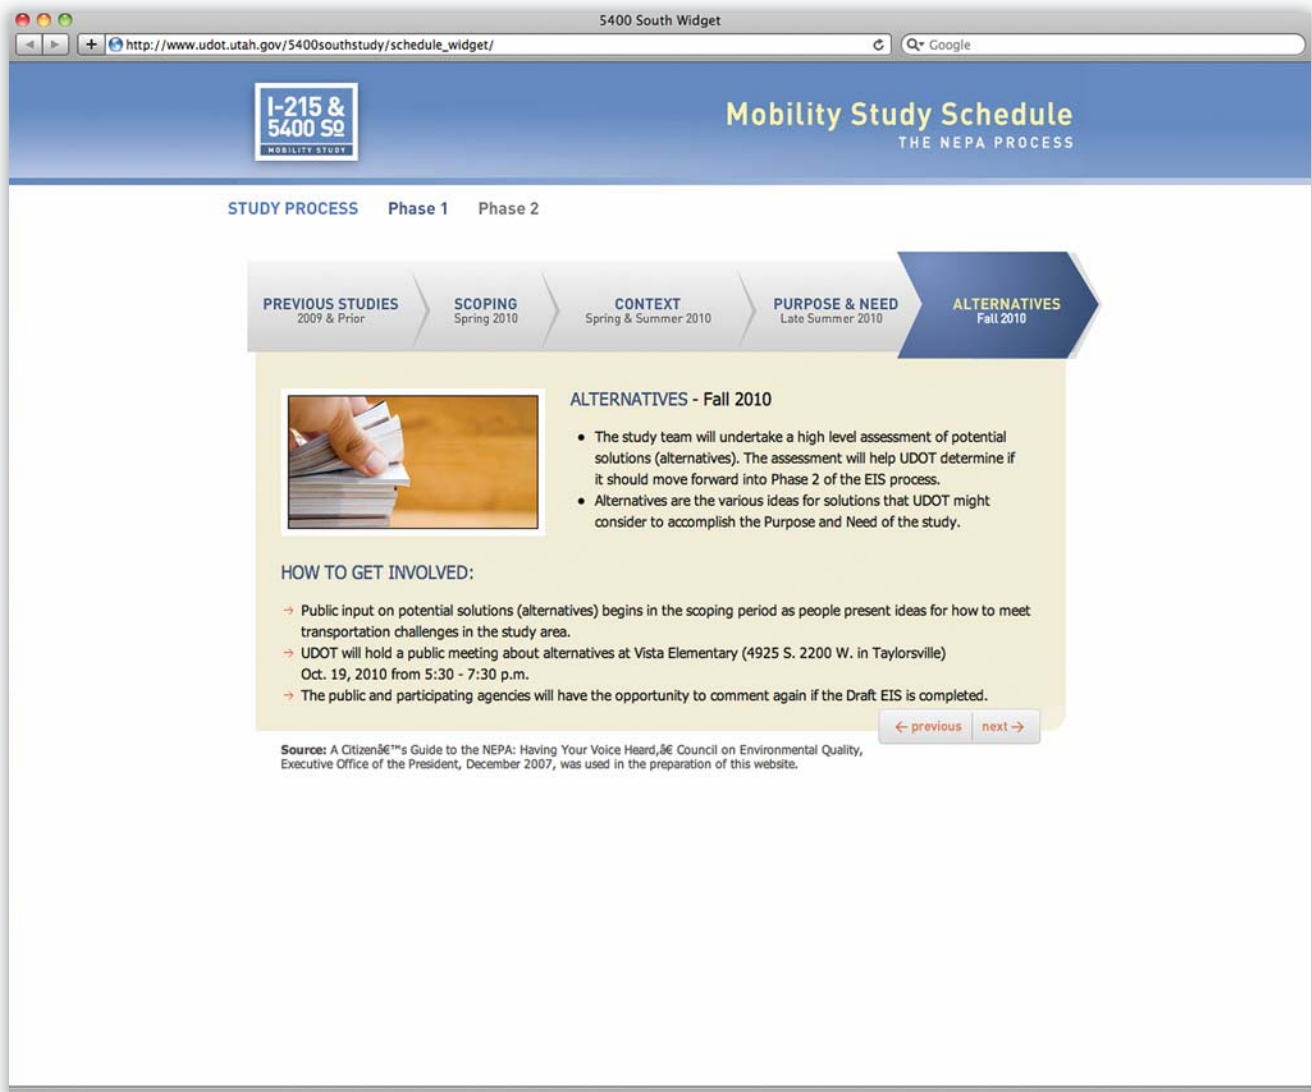 5400 South Widget
http://www.udot.utah.gov/5400southstudy/schedule_widget/
Google
I-215 &
5400 So
MOBILITY STUDY
Mobility Study Schedule
THE NEPA PROCESS
STUDY PROCESS Phase 1 Phase 2
PREVIOUS STUDIES
2009 & Prior
SCOPING
Spring 2010
CONTEXT
Spring & Summer 2010
PURPOSE & NEED
Late Summer 2010
ALTERNATIVES
Fall 2010
ALTERNATIVES - Fall 2010
• The study team will undertake a high level assessment of potential
solutions (alternatives). The assessment will help UDOT determine if
it should move forward into Phase 2 of the EIS process.
• Alternatives are the various ideas for solutions that UDOT might
consider to accomplish the Purpose and Need of the study.
HOW TO GET INVOLVED:
→ Public input on potential solutions (alternatives) begins in the scoping period as people present ideas for how to meet
transportation challenges in the study area.
→ UDOT will hold a public meeting about alternatives at Vista Elementary (4925 S. 2200 W. in Taylorsville)
Oct. 19, 2010 from 5:30 - 7:30 p.m.
→ The public and participating agencies will have the opportunity to comment again if the Draft EIS is completed.
← previous next →
Source: A Citizenâ€™s Guide to the NEPA: Having Your Voice Heard,â€ Council on Environmental Quality,
Executive Office of the President, December 2007, was used in the preparation of this website.